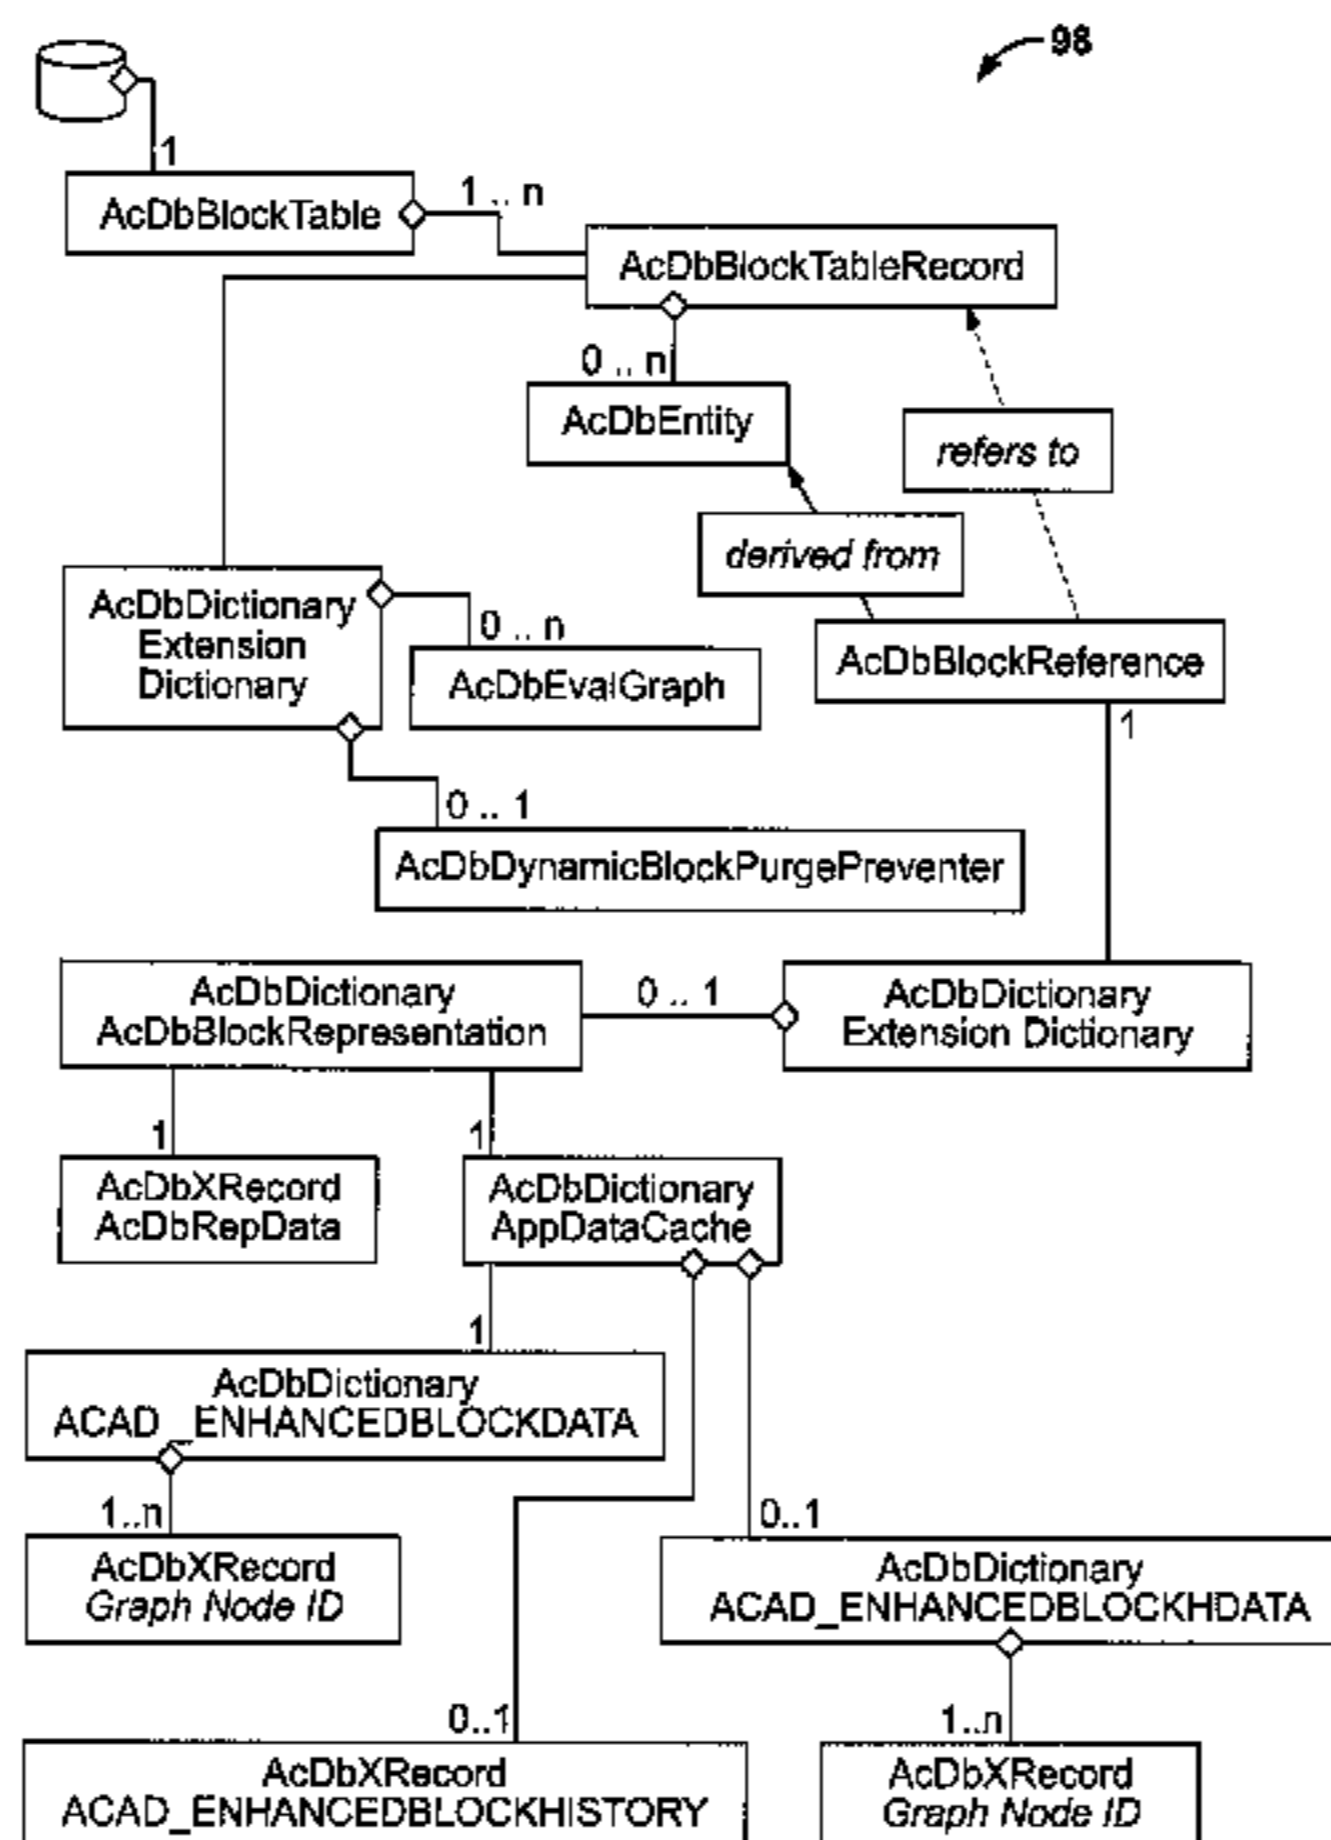 98
1
AcDbBlockTable
1 .. n
AcDbBlockTableRecord
0 .. n
AcDbEntity
refers to
derived from
AcDbDictionary
Extension
Dictionary
0 .. n
AcDbEvalGraph
AcDbBlockReference
1
0 .. 1
AcDbDynamicBlockPurgePreventer
AcDbDictionary
AcDbBlockRepresentation
0 .. 1
AcDbDictionary
Extension Dictionary
1
1
AcDbXRecord
AcDbRepData
AcDbDictionary
AppDataCache
1
AcDbDictionary
ACAD_ENHANCEDBLOCKDATA
1..n
0..1
AcDbXRecord
Graph Node ID
AcDbDictionary
ACAD_ENHANCEDBLOCKHDATA
0..1
1..n
AcDbXRecord
ACAD_ENHANCEDBLOCKHISTORY
AcDbXRecord
Graph Node ID